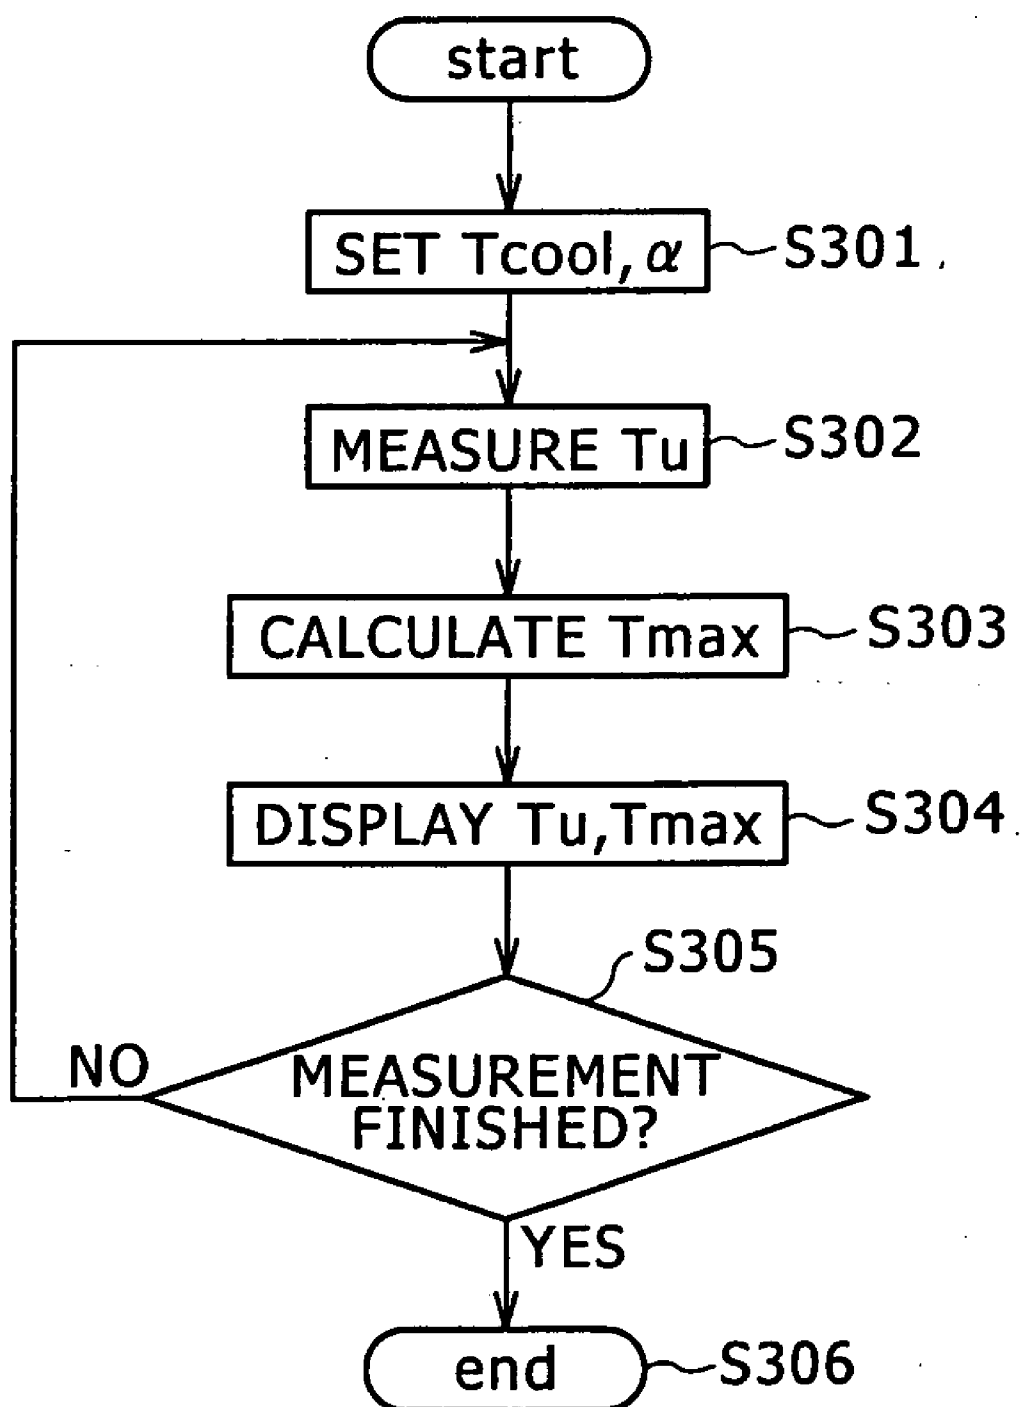 start
SET Tcool, α
S301
MEASURE Tu
S302
CALCULATE Tmax
S303
DISPLAY Tu,Tmax
S304
S305
NO
MEASUREMENT
FINISHED?
YES
end
S306